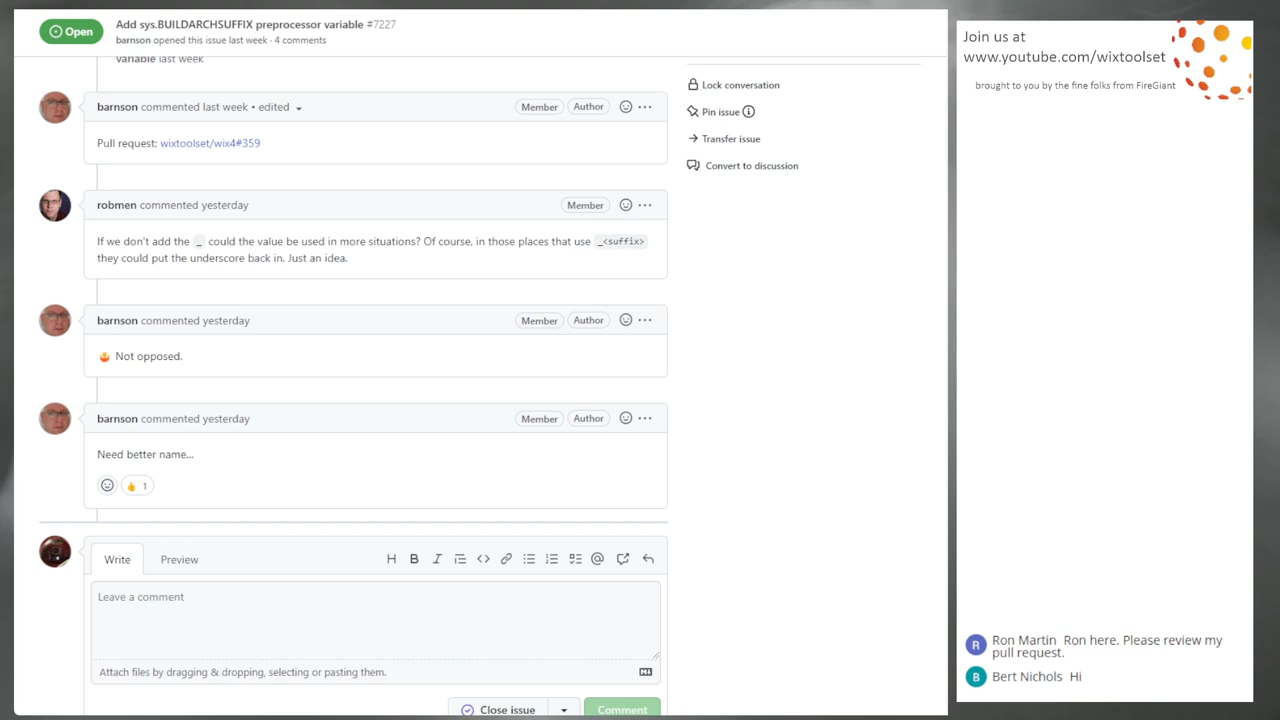 Open
Add sys.BUILDARCHSUFFIX preprocessor variable #7227
barnson opened this issue last week · 4 comments
variable last week
barnson commented last week • edited
Member
Author
Pull request: wixtoolset/wix4#359
robmen commented yesterday
Member
If we don't add the _ could the value be used in more situations? Of course, in those places that use _<suffix>
they could put the underscore back in. Just an idea.
barnson commented yesterday
Member
Author
Not opposed.
barnson commented yesterday
Member
Author
Need better name...
👍 1
Write
Preview
Leave a comment
Attach files by dragging & dropping, selecting or pasting them.
Close issue
Comment
Lock conversation
Pin issue
Transfer issue
Convert to discussion
Join us at
www.youtube.com/wixtoolset
brought to you by the fine folks from FireGiant
R Ron Martin Ron here. Please review my
pull request.
B Bert Nichols Hi